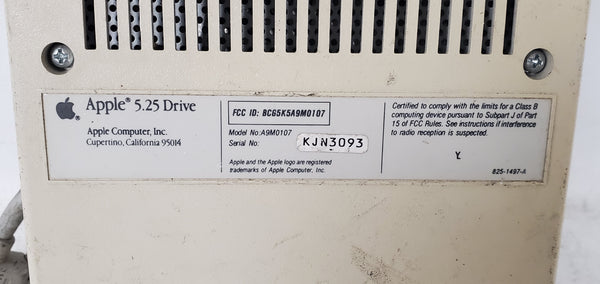 Apple® 5.25 Drive
Apple Computer, Inc.
Cupertino, California 95014
FCC ID: BCG5K5A9M0107
Model No: A9M0107
Serial No: KJN3093
Apple and the Apple logo are registered
trademarks of Apple Computer, Inc.
Certified to comply with the limits for a Class B
computing device pursuant to Subpart J of Part
15 of FCC Rules. See instructions if interference
to radio reception is suspected.
Y
825-1497-A